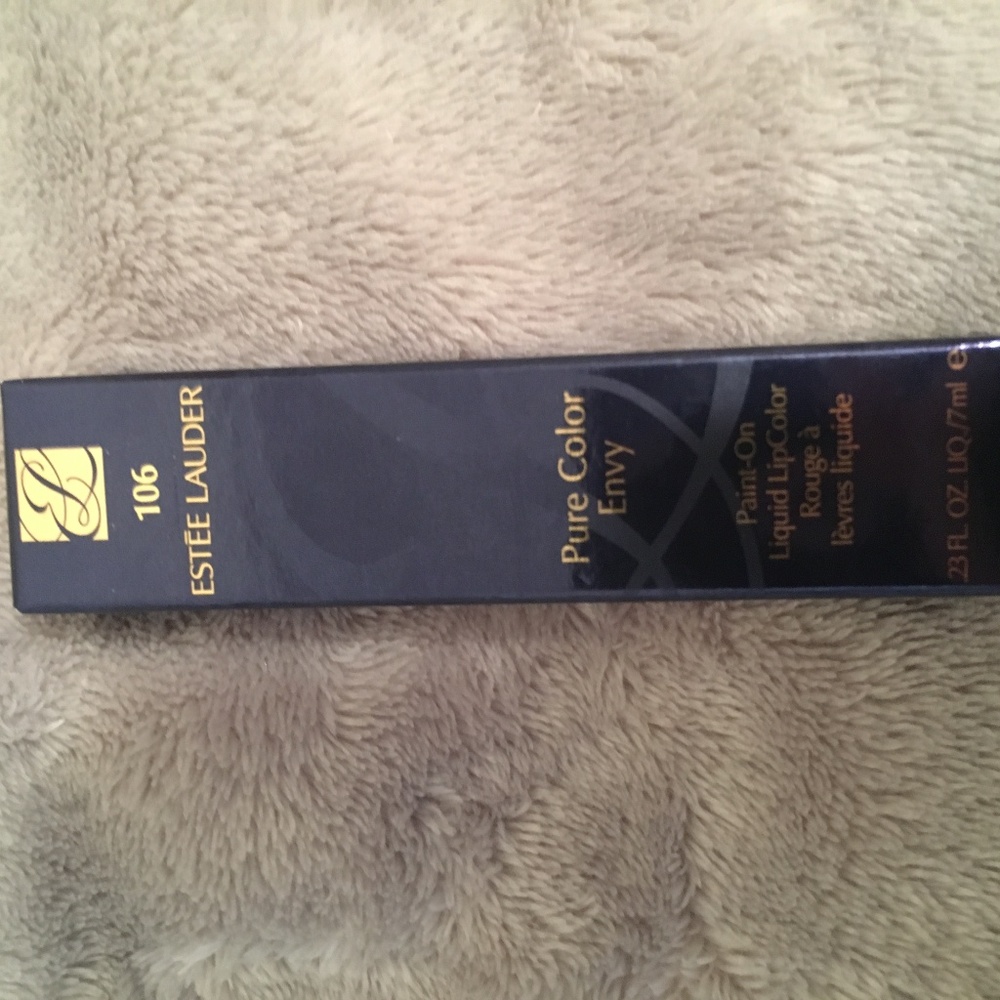 106
ESTĒE LAUDER
Pure Color
Envy
Paint-On
Liquid LipColor
Rouge à
lèvres liquide
.23 FL. OZ. LIQ./7ml e